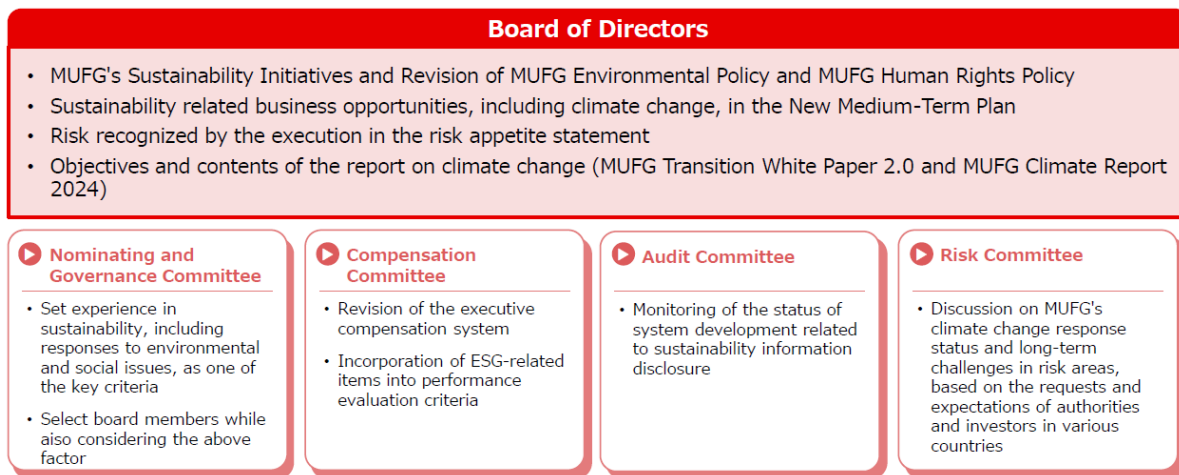 Board of Directors
• MUFG's Sustainability Initiatives and Revision of MUFG Environmental Policy and MUFG Human Rights Policy
• Sustainability related business opportunities, including climate change, in the New Medium-Term Plan
• Risk recognized by the execution in the risk appetite statement
• Objectives and contents of the report on climate change (MUFG Transition White Paper 2.0 and MUFG Climate Report
2024)
Nominating and
Governance Committee
• Set experience in
sustainability, including
responses to environmental
and social issues, as one of
the key criteria
• Select board members while
aiso considering the above
factor
Compensation
Committee
• Revision of the executive
compensation system
• Incorporation of ESG-related
items into performance
evaluation criteria
Audit Committee
• Monitoring of the status of
system development related
to sustainability information
disclosure
Risk Committee
• Discussion on MUFG's
climate change response
status and long-term
challenges in risk areas,
based on the requests and
expectations of authorities
and investors in various
countries